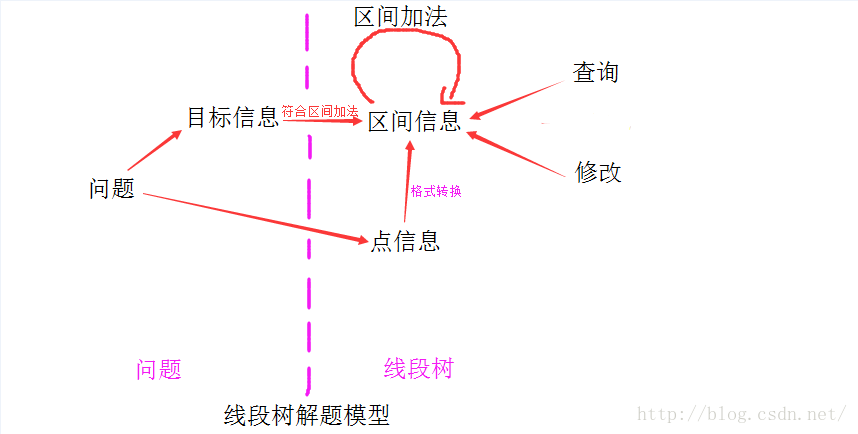 区间加法
查询
目标信息
符合区间加法
区间信息
修改
问题
格式转换
点信息
问题
线段树
线段树解题模型
http://blog.csdn.net/